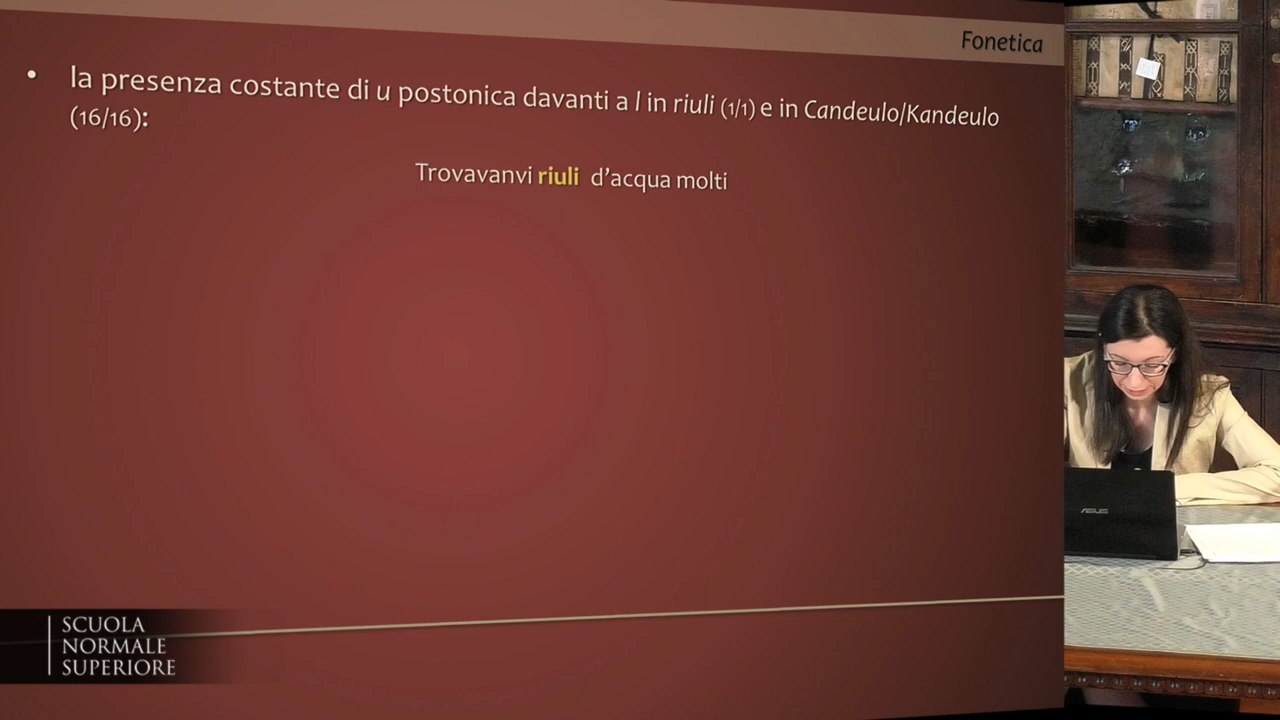 Fonetica
• la presenza costante di u postonica davanti a l in riuli (1/1) e in Candeulo/Kandeulo
(16/16):
Trovavanvi riuli d'acqua molti
SCUOLA
NORMALE
SUPERIORE
ASUS